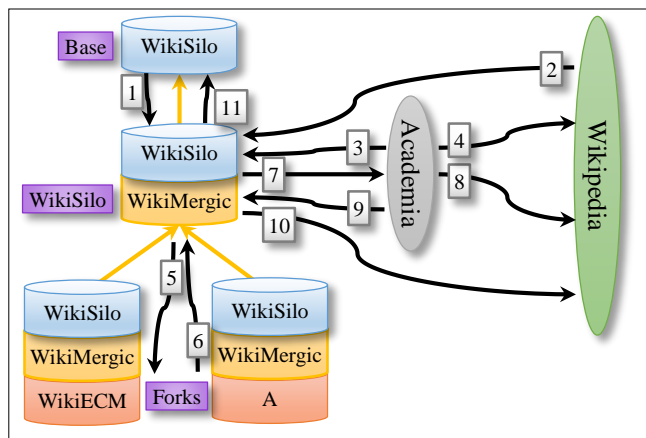 Base
WikiSilo
1
11
2
WikiSilo
3
4
Academia
Wikipedia
7
8
WikiSilo
WikiMergic
9
10
5
6
WikiSilo
WikiSilo
WikiMergic
WikiMergic
WikiECM
Forks
A